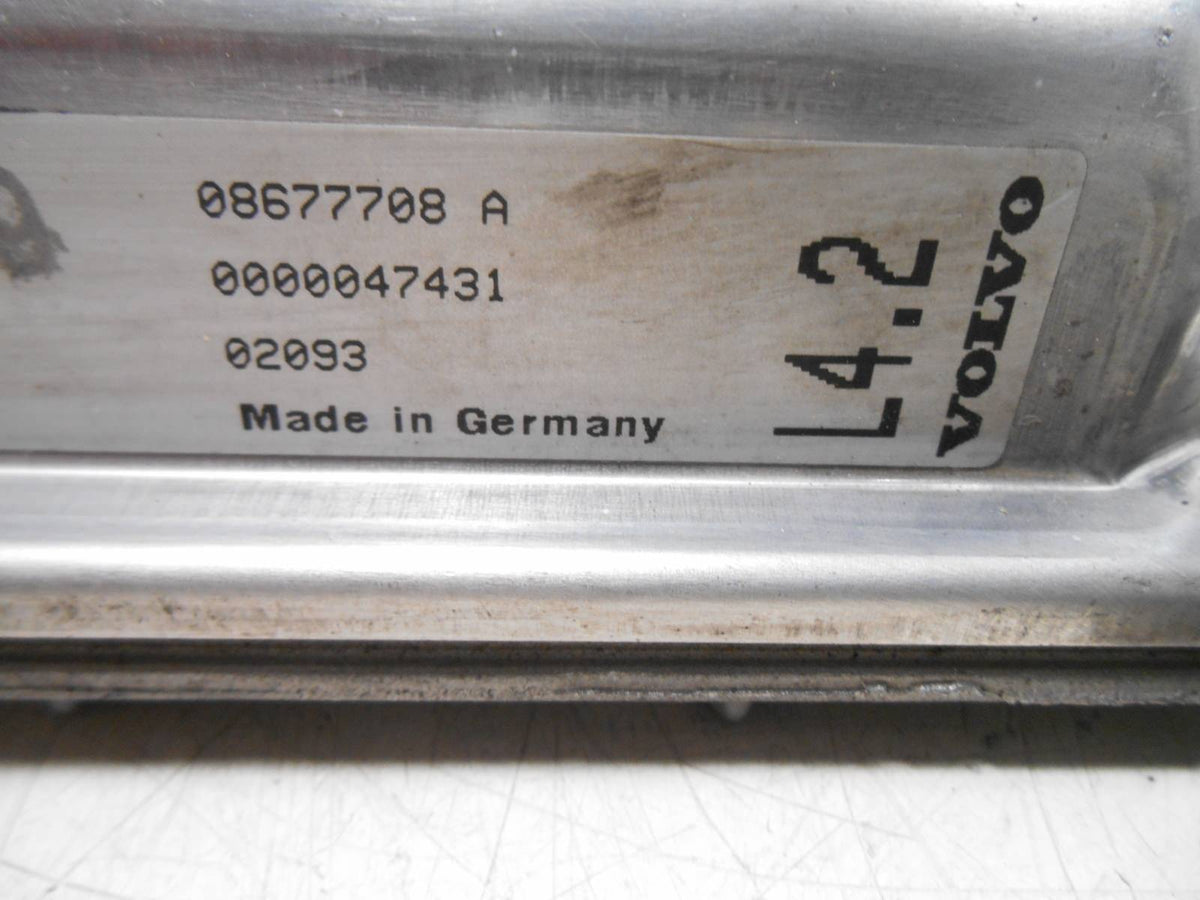 08677708 A
0000047431
02093
Made in Germany
L4.2
VOLVO